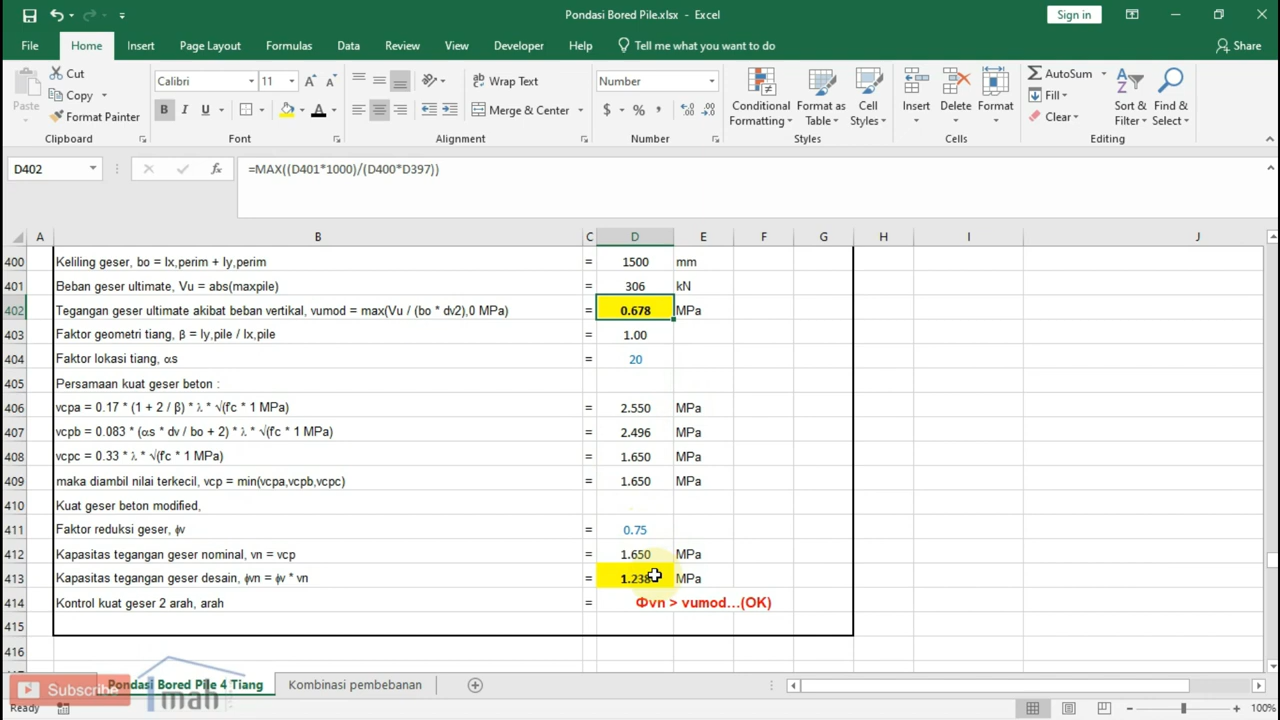 Pondasi Bored Pile.xlsx - Excel
Sign in
File Home Insert Page Layout Formulas Data Review View Developer Help Tell me what you want to do Share
Cut
Copy
Format Painter
Paste
Calibri 11
B I U
Wrap Text
Merge & Center
Number
$ % ,
Conditional Formatting
Format as Table
Cell Styles
Insert
Delete
Format
AutoSum
Fill
Clear
Sort & Filter
Find & Select
Clipboard Font Alignment Number Styles Cells Editing
D402 fx =MAX((D401*1000)/(D400*D397))
A B C D E F G H I J
400 Keliling geser, bo = lx,perim + ly,perim = 1500 mm
401 Beban geser ultimate, Vu = abs(maxpile) = 306 kN
402 Tegangan geser ultimate akibat beban vertikal, vumod = max(Vu / (bo * dv2),0 MPa) = 0.678 MPa
403 Faktor geometri tiang, β = ly,pile / lx,pile = 1.00
404 Faktor lokasi tiang, αs = 20
405 Persamaan kuat geser beton :
406 vcpa = 0.17 * (1 + 2 / β) * λ * √(f'c * 1 MPa) = 2.550 MPa
407 vcpb = 0.083 * (αs * dv / bo + 2) * λ * √(f'c * 1 MPa) = 2.496 MPa
408 vcpc = 0.33 * λ * √(f'c * 1 MPa) = 1.650 MPa
409 maka diambil nilai terkecil, vcp = min(vcpa,vcpb,vcpc) = 1.650 MPa
410 Kuat geser beton modified,
411 Faktor reduksi geser, ϕv = 0.75
412 Kapasitas tegangan geser nominal, vn = vcp = 1.650 MPa
413 Kapasitas tegangan geser desain, ϕvn = ϕv * vn = 1.238 MPa
414 Kontrol kuat geser 2 arah, arah = Φvn > vumod...(OK)
415
416
Subscribe
Imah
Pondasi Bored Pile 4 Tiang Kombinasi pembebanan
Ready 100%